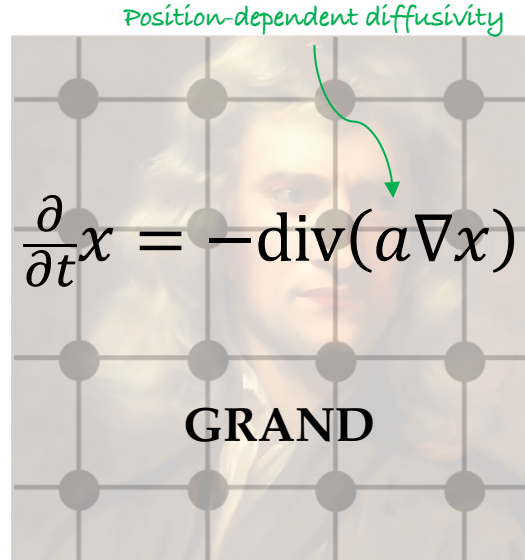 Position-dependent diffusivity
∂/∂t x = −div(a∇x)
GRAND